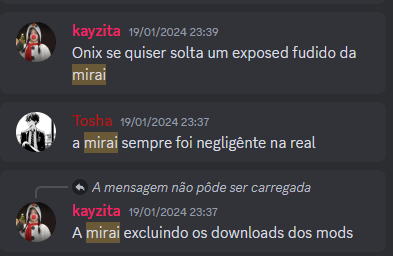 kayzita 19/01/2024 23:39
Onix se quiser solta um exposed fudido da
mirai
Tosha 19/01/2024 23:37
a mirai sempre foi negligênte na real
A mensagem não pôde ser carregada
kayzita 19/01/2024 23:37
A mirai excluindo os downloads dos mods